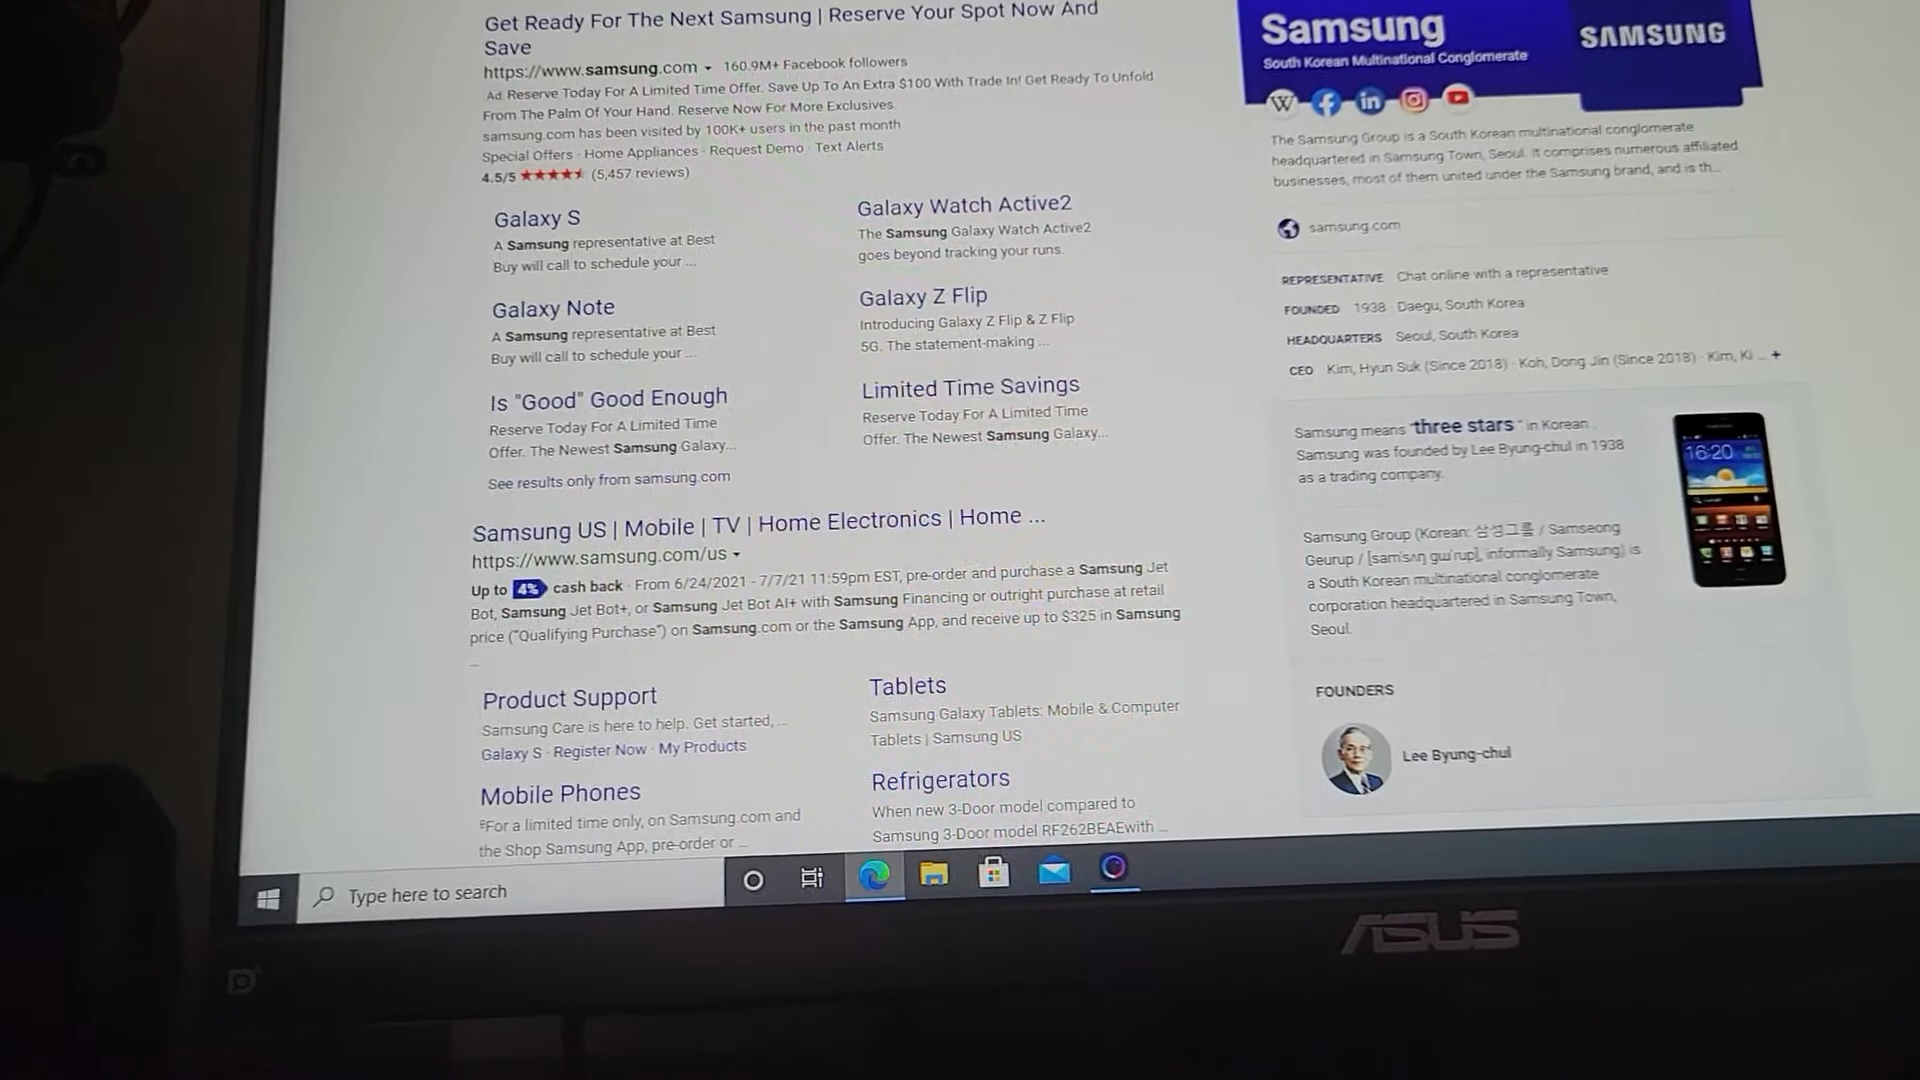 Get Ready For The Next Samsung | Reserve Your Spot Now And
Save
https://www.samsung.com 160.9M+ Facebook followers
Ad Reserve Today For A Limited Time Offer. Save Up To An Extra $100 With Trade In! Get Ready To Unfold
From The Palm Of Your Hand. Reserve Now For More Exclusives.
samsung.com has been visited by 100K+ users in the past month
Special Offers · Home Appliances · Request Demo · Text Alerts
4.5/5 ★★★★★ (5,457 reviews)
Galaxy S
A Samsung representative at Best
Buy will call to schedule your ...
Galaxy Watch Active2
The Samsung Galaxy Watch Active2
goes beyond tracking your runs.
Galaxy Note
A Samsung representative at Best
Buy will call to schedule your ...
Galaxy Z Flip
Introducing Galaxy Z Flip & Z Flip
5G. The statement-making ...
Is "Good" Good Enough
Reserve Today For A Limited Time
Offer. The Newest Samsung Galaxy...
Limited Time Savings
Reserve Today For A Limited Time
Offer. The Newest Samsung Galaxy...
See results only from samsung.com
Samsung US | Mobile | TV | Home Electronics | Home ...
https://www.samsung.com/us
Up to 4% cash back · From 6/24/2021 - 7/7/21 11:59pm EST, pre-order and purchase a Samsung Jet
Bot, Samsung Jet Bot+, or Samsung Jet Bot AI+ with Samsung Financing or outright purchase at retail
price ("Qualifying Purchase") on Samsung.com or the Samsung App, and receive up to $325 in Samsung
...
Product Support
Samsung Care is here to help. Get started, ...
Galaxy S · Register Now · My Products
Tablets
Samsung Galaxy Tablets: Mobile & Computer
Tablets | Samsung US
Mobile Phones
⁶For a limited time only, on Samsung.com and
the Shop Samsung App, pre-order or ...
Refrigerators
When new 3-Door model compared to
Samsung 3-Door model RF262BEAEwith ...
Samsung
South Korean Multinational Conglomerate
SAMSUNG
W
in
The Samsung Group is a South Korean multinational conglomerate
headquartered in Samsung Town, Seoul. It comprises numerous affiliated
businesses, most of them united under the Samsung brand, and is th...
samsung.com
REPRESENTATIVE Chat online with a representative
FOUNDED 1938 · Daegu, South Korea
HEADQUARTERS Seoul, South Korea
CEO Kim, Hyun Suk (Since 2018) · Koh, Dong Jin (Since 2018) · Kim, Ki ... +
Samsung means "three stars" in Korean .
Samsung was founded by Lee Byung-chul in 1938
as a trading company.
16:20
Samsung Group (Korean: 삼성그룹 / Samseong
Geurup / [samˈsʌŋ ɡɯˈrup], informally Samsung) is
a South Korean multinational conglomerate
corporation headquartered in Samsung Town,
Seoul.
FOUNDERS
Lee Byung-chul
Type here to search
ASUS